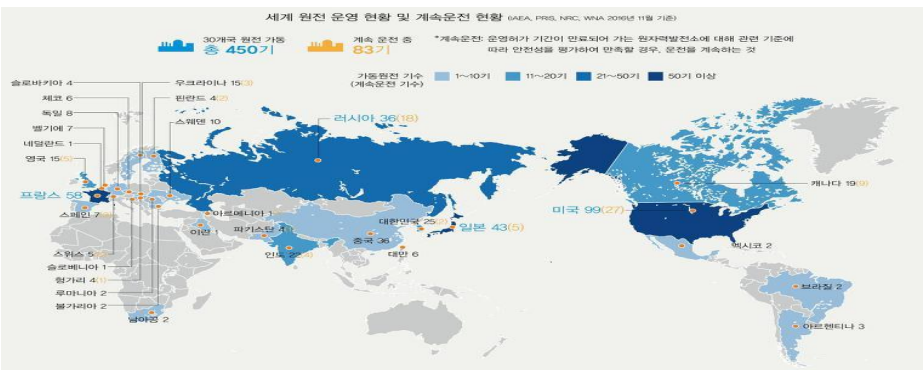 세계 원전 운영 현황 및 계속운전 현황 (IAEA, PRIS, NRC, WNA 2016년 11월 기준)
30개국 원전 가동
총 450기
계속 운전 중
83기
*계속운전: 운영허가 기간이 만료되어 가는 원자력발전소에 대해 관련 기준에
따라 안전성을 평가하여 만족할 경우, 운전을 계속하는 것
가동원전 기수
(계속운전 기수)
1~10기
11~20기
21~50기
50기 이상
슬로바키아 4
체코 6
독일 8
벨기에 7
네덜란드 1
영국 15(5)
프랑스 58
스페인 7
스위스 5
슬로베니아 1
헝가리 4(1)
루마니아 2
불가리아 2
남아공 2
우크라이나 15(3)
핀란드 4(2)
스웨덴 10
러시아 36(18)
아르메니아 1
이란 1
파키스탄 4
인도 22(4)
중국 36
대한민국 25(2)
일본 43(5)
대만 6
캐나다 19(9)
미국 99(27)
멕시코 2
브라질 2
아르헨티나 3